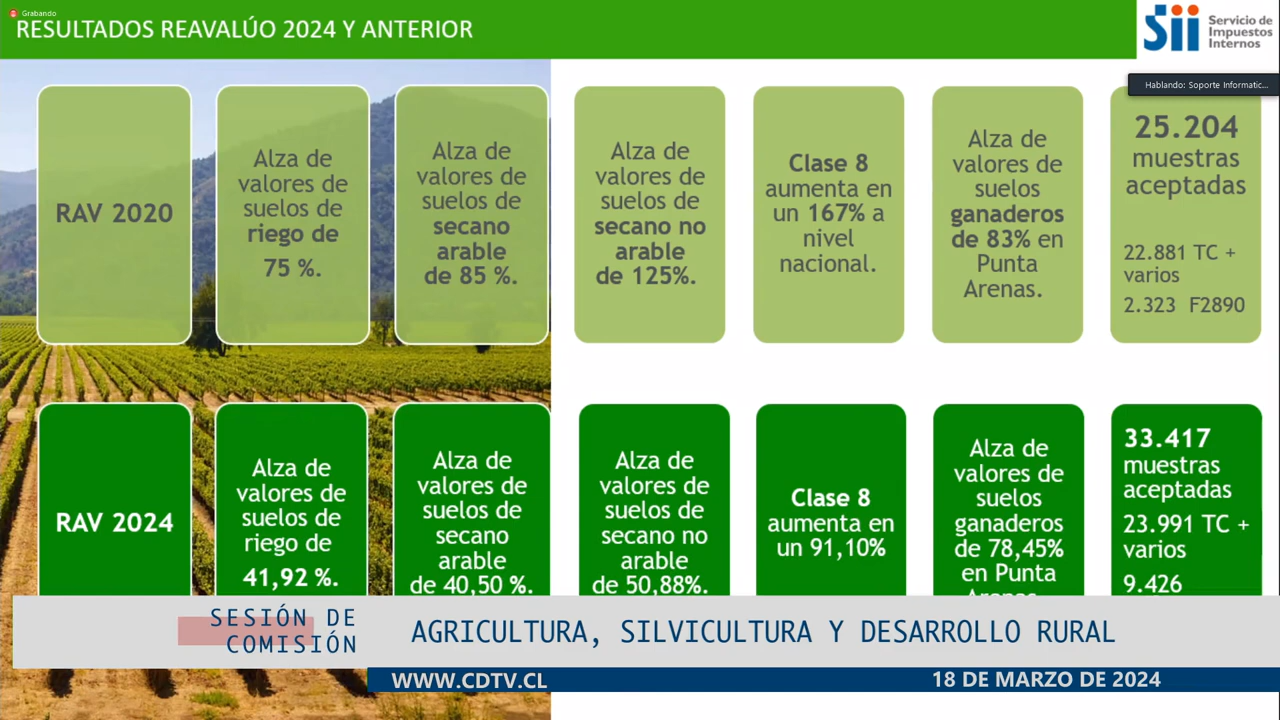 Grabando
RESULTADOS REAVALÚO 2024 Y ANTERIOR
Sii
Servicio de
Impuestos
Internos
Hablando: Soporte Informatic...
RAV 2020
Alza de
valores de
suelos de
riego de
75 %.
Alza de
valores de
suelos de
secano
arable
de 85 %.
Alza de
valores de
suelos de
secano no
arable
de 125%.
Clase 8
aumenta en
un 167% a
nivel
nacional.
Alza de
valores de
suelos
ganaderos
de 83% en
Punta
Arenas.
25.204
muestras
aceptadas
22.881 TC +
varios
2.323 F2890
RAV 2024
Alza de
valores de
suelos de
riego de
41,92 %.
Alza de
valores de
suelos de
secano
arable
de 40,50 %.
Alza de
valores de
suelos de
secano no
arable
de 50,88%.
Clase 8
aumenta en
un 91,10%
Alza de
valores de
suelos
ganaderos
de 78,45%
en Punta
33.417
muestras
aceptadas
23.991 TC +
varios
9.426
SESIÓN DE
COMISIÓN
AGRICULTURA, SILVICULTURA Y DESARROLLO RURAL
WWW.CDTV.CL
18 DE MARZO DE 2024